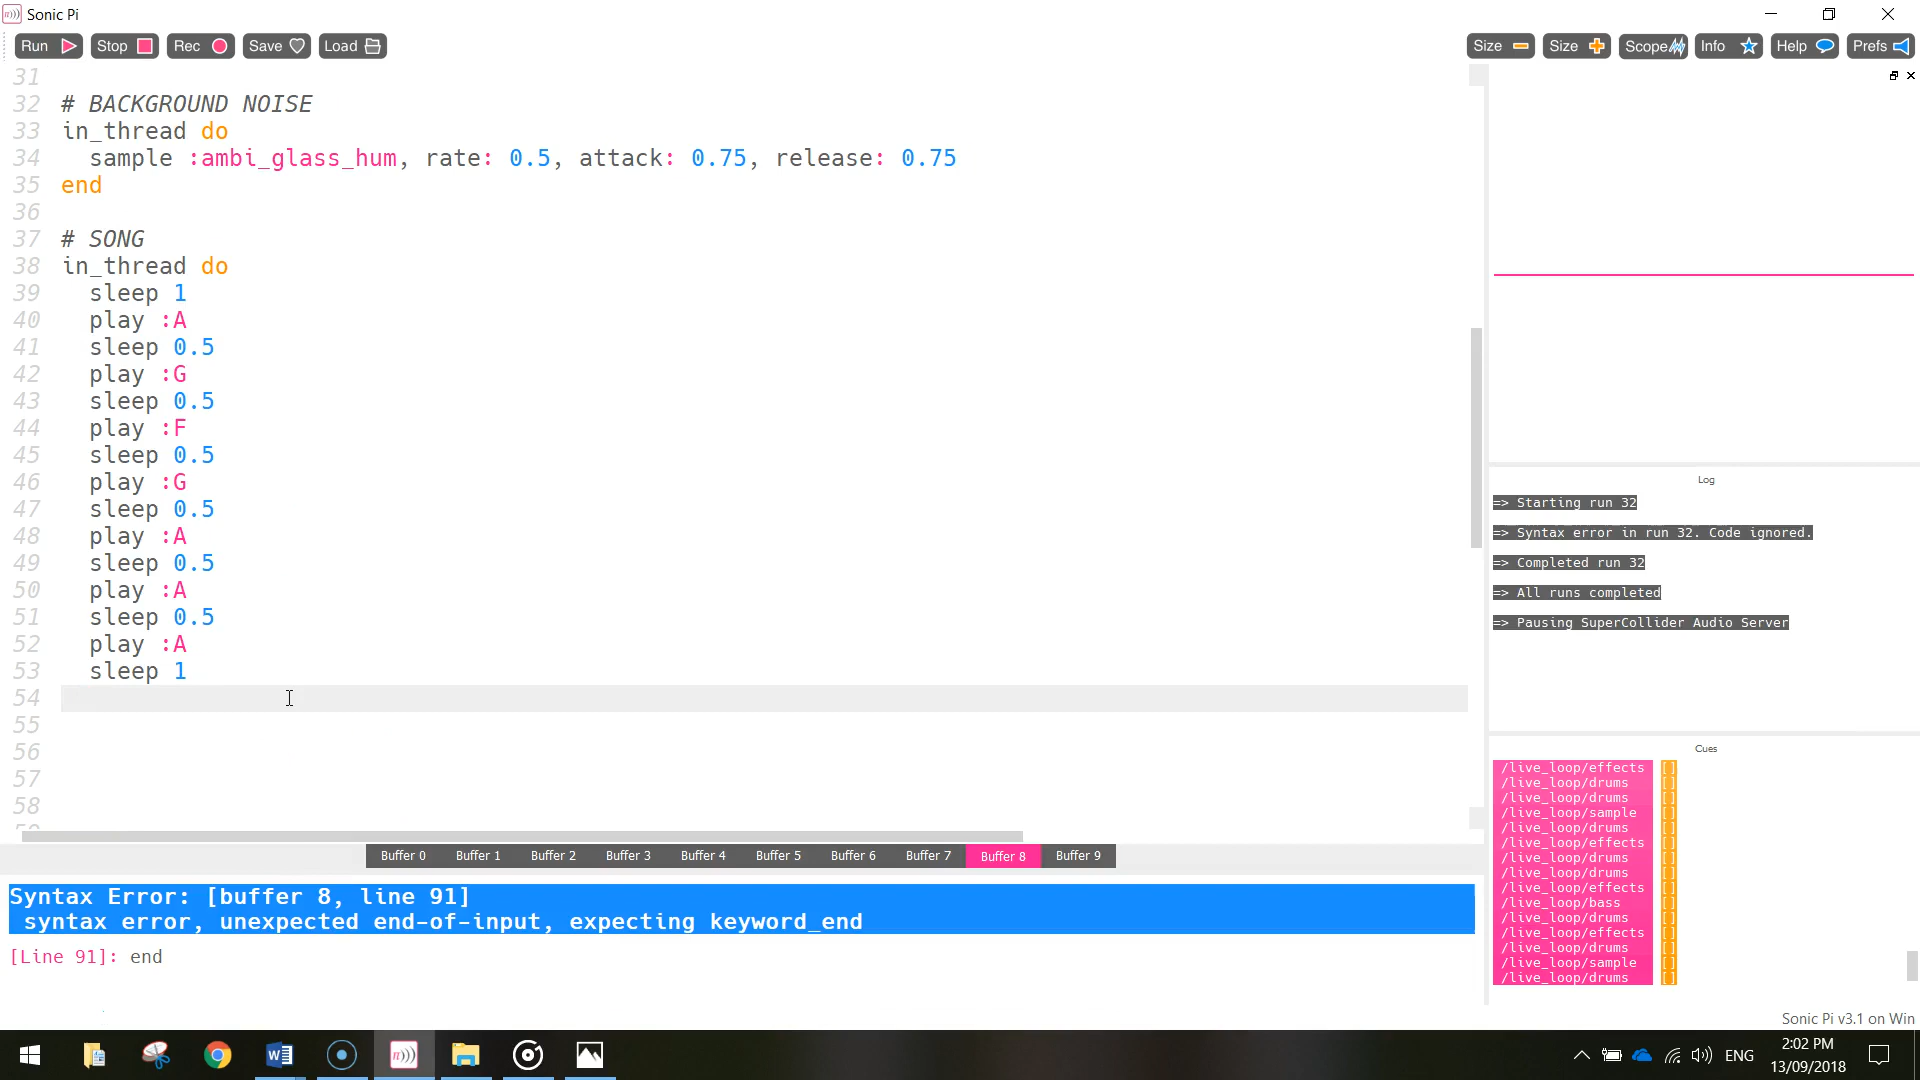 Sonic Pi
Run Stop Rec Save Load Size Size Scope Info Help Prefs
31
32 # BACKGROUND NOISE
33 in_thread do
34 sample :ambi_glass_hum, rate: 0.5, attack: 0.75, release: 0.75
35 end
36
37 # SONG
38 in_thread do
39 sleep 1
40 play :A
41 sleep 0.5
42 play :G
43 sleep 0.5
44 play :F
45 sleep 0.5
46 play :G
47 sleep 0.5
48 play :A
49 sleep 0.5
50 play :A
51 sleep 0.5
52 play :A
53 sleep 1
54
55
56
57
58
Log
=> Starting run 32
=> Syntax error in run 32. Code ignored.
=> Completed run 32
=> All runs completed
=> Pausing SuperCollider Audio Server
Cues
/live_loop/effects []
/live_loop/drums []
/live_loop/drums []
/live_loop/sample []
/live_loop/drums []
/live_loop/effects []
/live_loop/drums []
/live_loop/drums []
/live_loop/effects []
/live_loop/bass []
/live_loop/drums []
/live_loop/effects []
/live_loop/drums []
/live_loop/sample []
/live_loop/drums []
Buffer 0 Buffer 1 Buffer 2 Buffer 3 Buffer 4 Buffer 5 Buffer 6 Buffer 7 Buffer 8 Buffer 9
Syntax Error: [buffer 8, line 91]
syntax error, unexpected end-of-input, expecting keyword_end
[Line 91]: end
Sonic Pi v3.1 on Win
ENG
2:02 PM
13/09/2018